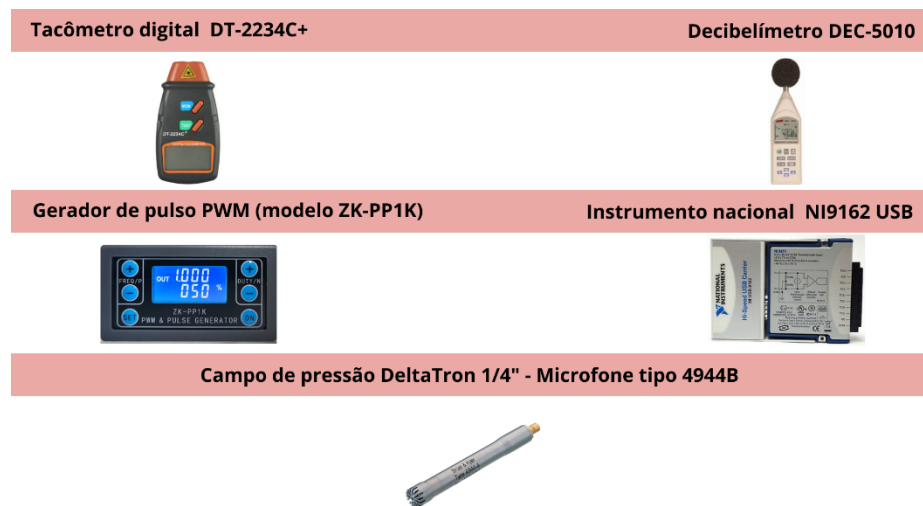 Tacômetro digital DT-2234C+
Decibelímetro DEC-5010
DT-2234C+
Gerador de pulso PWM (modelo ZK-PP1K)
Instrumento nacional NI9162 USB
OUT 1.000
050 %
FREQ/P
DUTY/N
SET
ON
ZK-PP1K
PWM & PULSE GENERATOR
NATIONAL INSTRUMENTS
Hi-Speed USB Carrier
Campo de pressão DeltaTron 1/4" - Microfone tipo 4944B